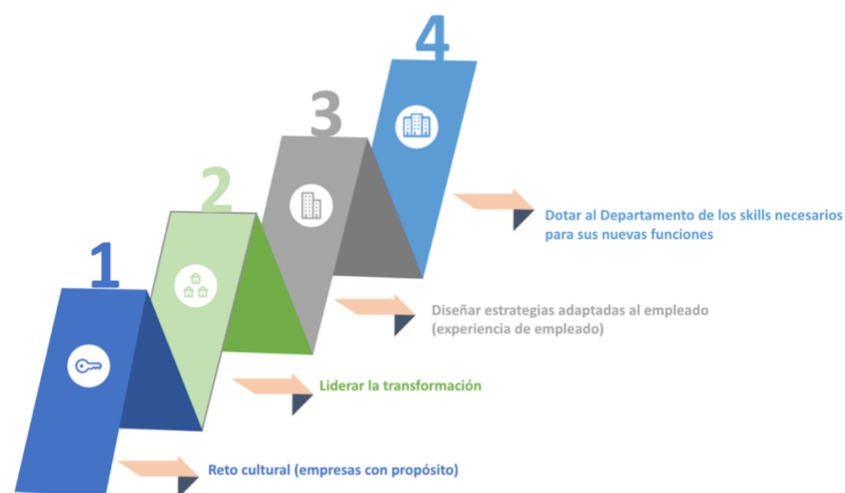 4
3
2
1
Dotar al Departamento de los skills necesarios
para sus nuevas funciones
Diseñar estrategias adaptadas al empleado
(experiencia de empleado)
Liderar la transformación
Reto cultural (empresas con propósito)